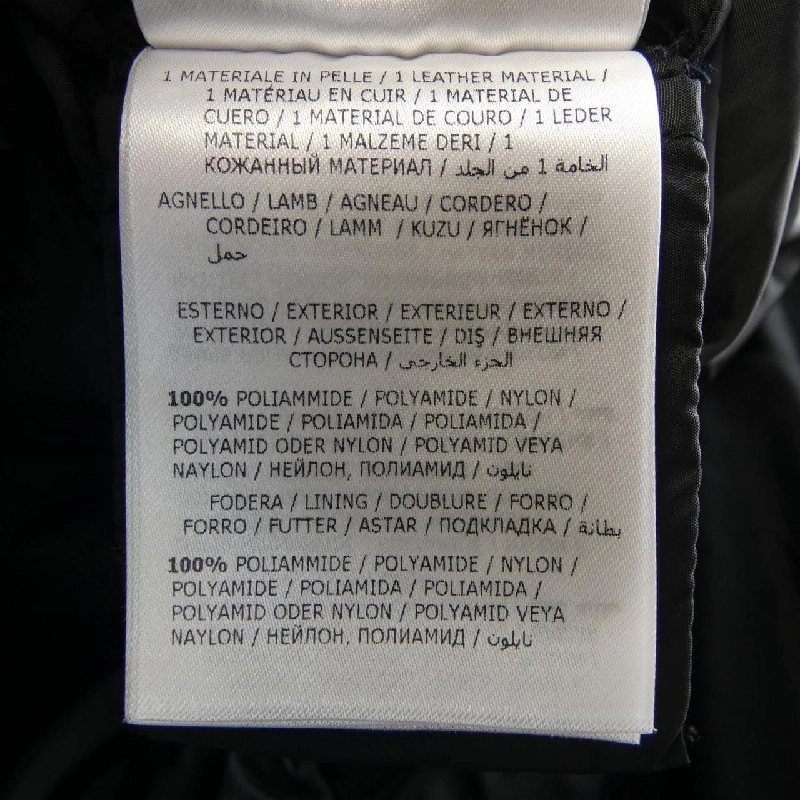 1 MATERIALE IN PELLE / 1 LEATHER MATERIAL /
1 MATÉRIAU EN CUIR / 1 MATERIAL DE
CUERO / 1 MATERIAL DE COURO / 1 LEDER
MATERIAL / 1 MALZEME DERI / 1
КОЖАННЫЙ МАТЕРИАЛ / الخامة 1 من الجلد
AGNELLO / LAMB / AGNEAU / CORDERO /
CORDEIRO / LAMM / KUZU / ЯГНЁНОК /
حمل
ESTERNO / EXTERIOR / EXTERIEUR / EXTERNO /
EXTERIOR / AUSSENSEITE / DIŞ / ВНЕШНЯЯ
СТОРОНА / الجزء الخارجي
100% POLIAMMIDE / POLYAMIDE / NYLON /
POLYAMIDE / POLIAMIDA / POLIAMIDA /
POLYAMID ODER NYLON / POLYAMID VEYA
NAYLON / НЕЙЛОН, ПОЛИАМИД / نايلون
FODERA / LINING / DOUBLURE / FORRO /
FORRO / FUTTER / ASTAR / ПОДКЛАДКА / بطانة
100% POLIAMMIDE / POLYAMIDE / NYLON /
POLYAMIDE / POLIAMIDA / POLIAMIDA /
POLYAMID ODER NYLON / POLYAMID VEYA
NAYLON / НЕЙЛОН, ПОЛИАМИД / نايلون